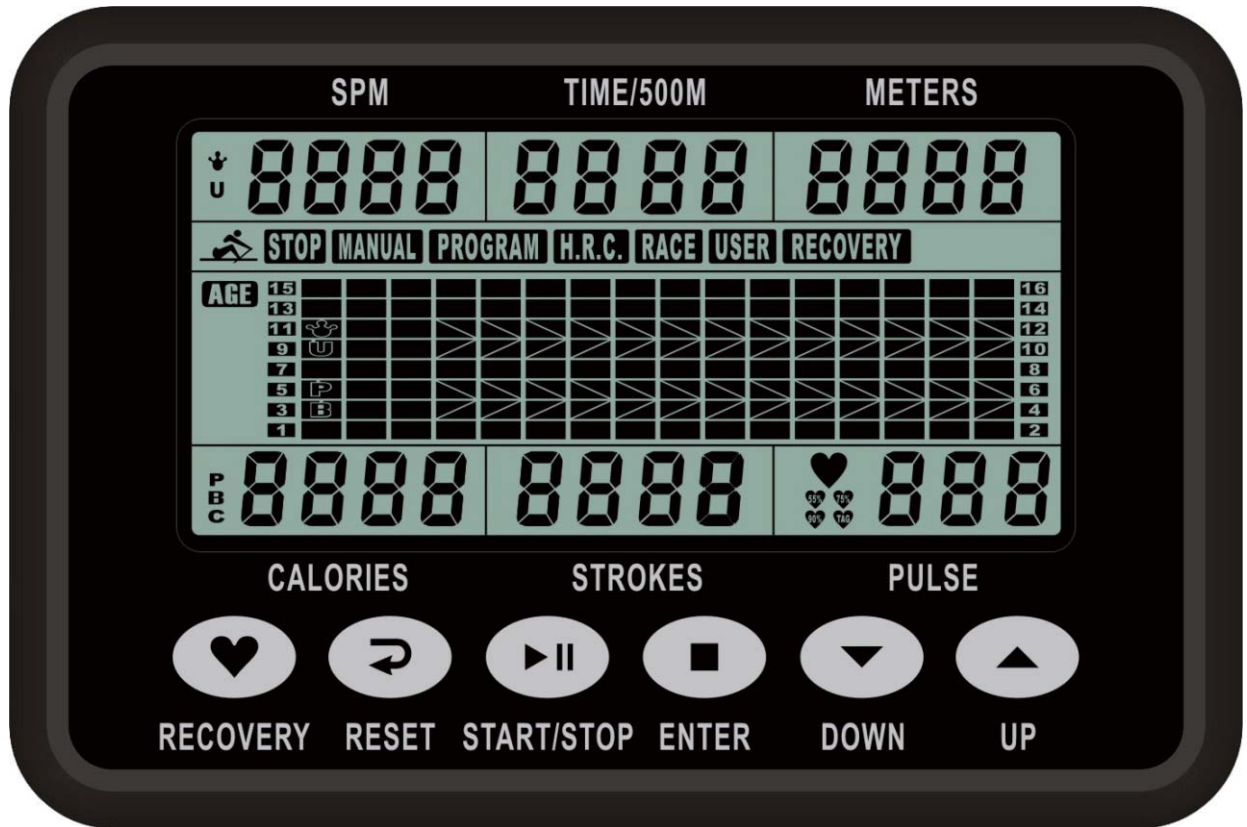 SPM TIME/500M METERS
8888 8888 8888
U
STOP MANUAL PROGRAM H.R.C. RACE USER RECOVERY
AGE 15 16
13 14
11 12
9 U 10
7 8
5 P 6
3 B 4
1 2
P
B
C
8888 8888 888
55% 75%
90% TAG
CALORIES STROKES PULSE
RECOVERY RESET START/STOP ENTER DOWN UP